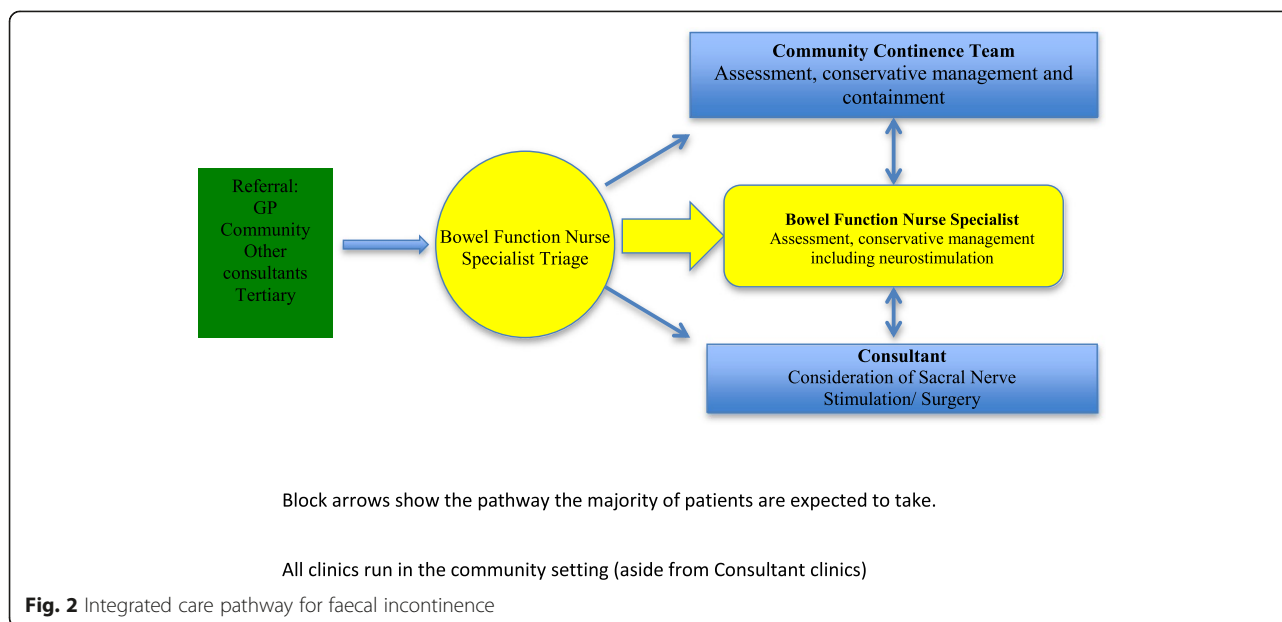 Community Continence Team
Assessment, conservative management and
containment
Referral:
GP
Community
Other
consultants
Tertiary
Bowel Function Nurse
Specialist Triage
Bowel Function Nurse Specialist
Assessment, conservative management
including neurostimulation
Consultant
Consideration of Sacral Nerve
Stimulation/ Surgery
Block arrows show the pathway the majority of patients are expected to take.
All clinics run in the community setting (aside from Consultant clinics)
Fig. 2 Integrated care pathway for faecal incontinence